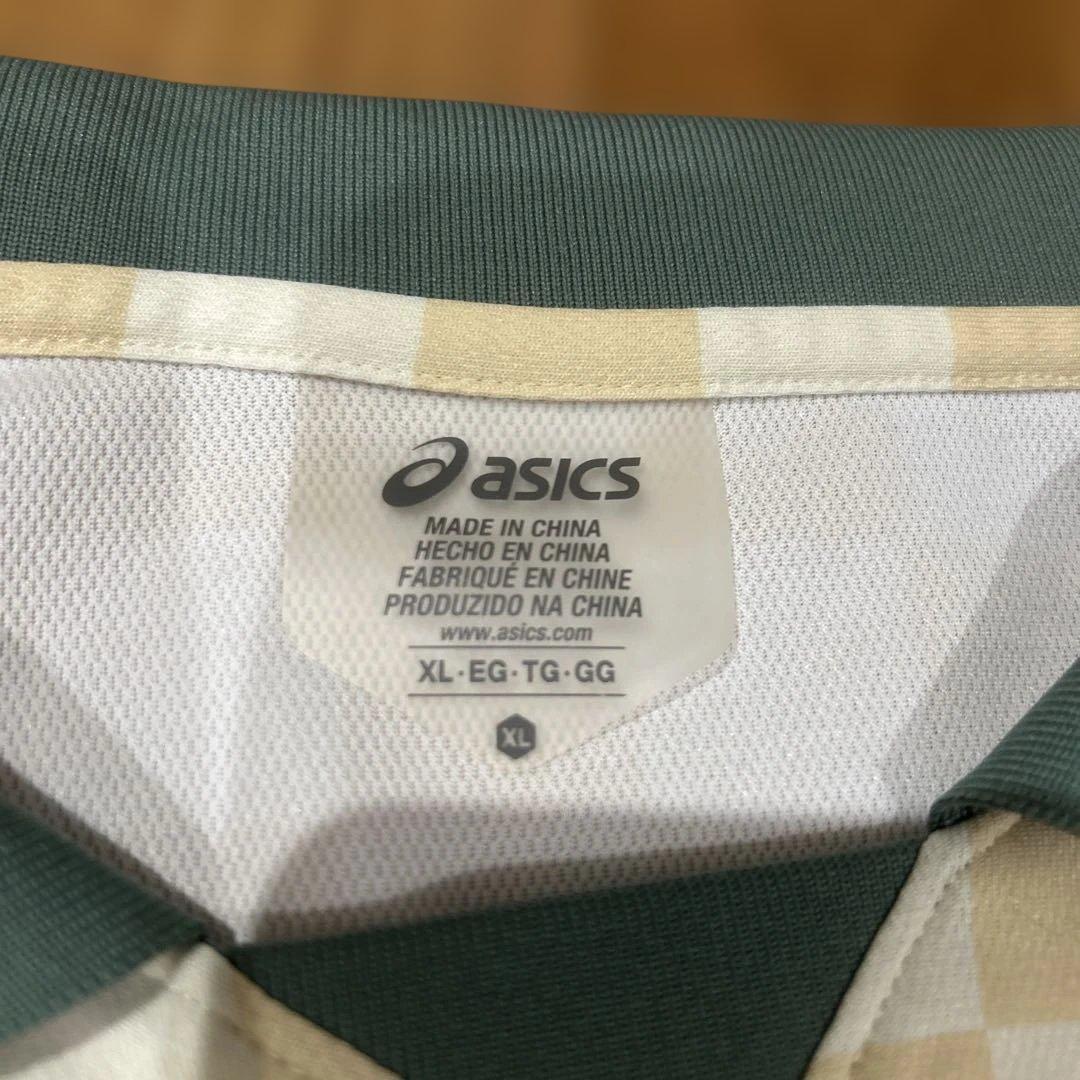 asics
MADE IN CHINA
HECHO EN CHINA
FABRIQUÉ EN CHINE
PRODUZIDO NA CHINA
www.asics.com
XL·EG·TG·GG
XL